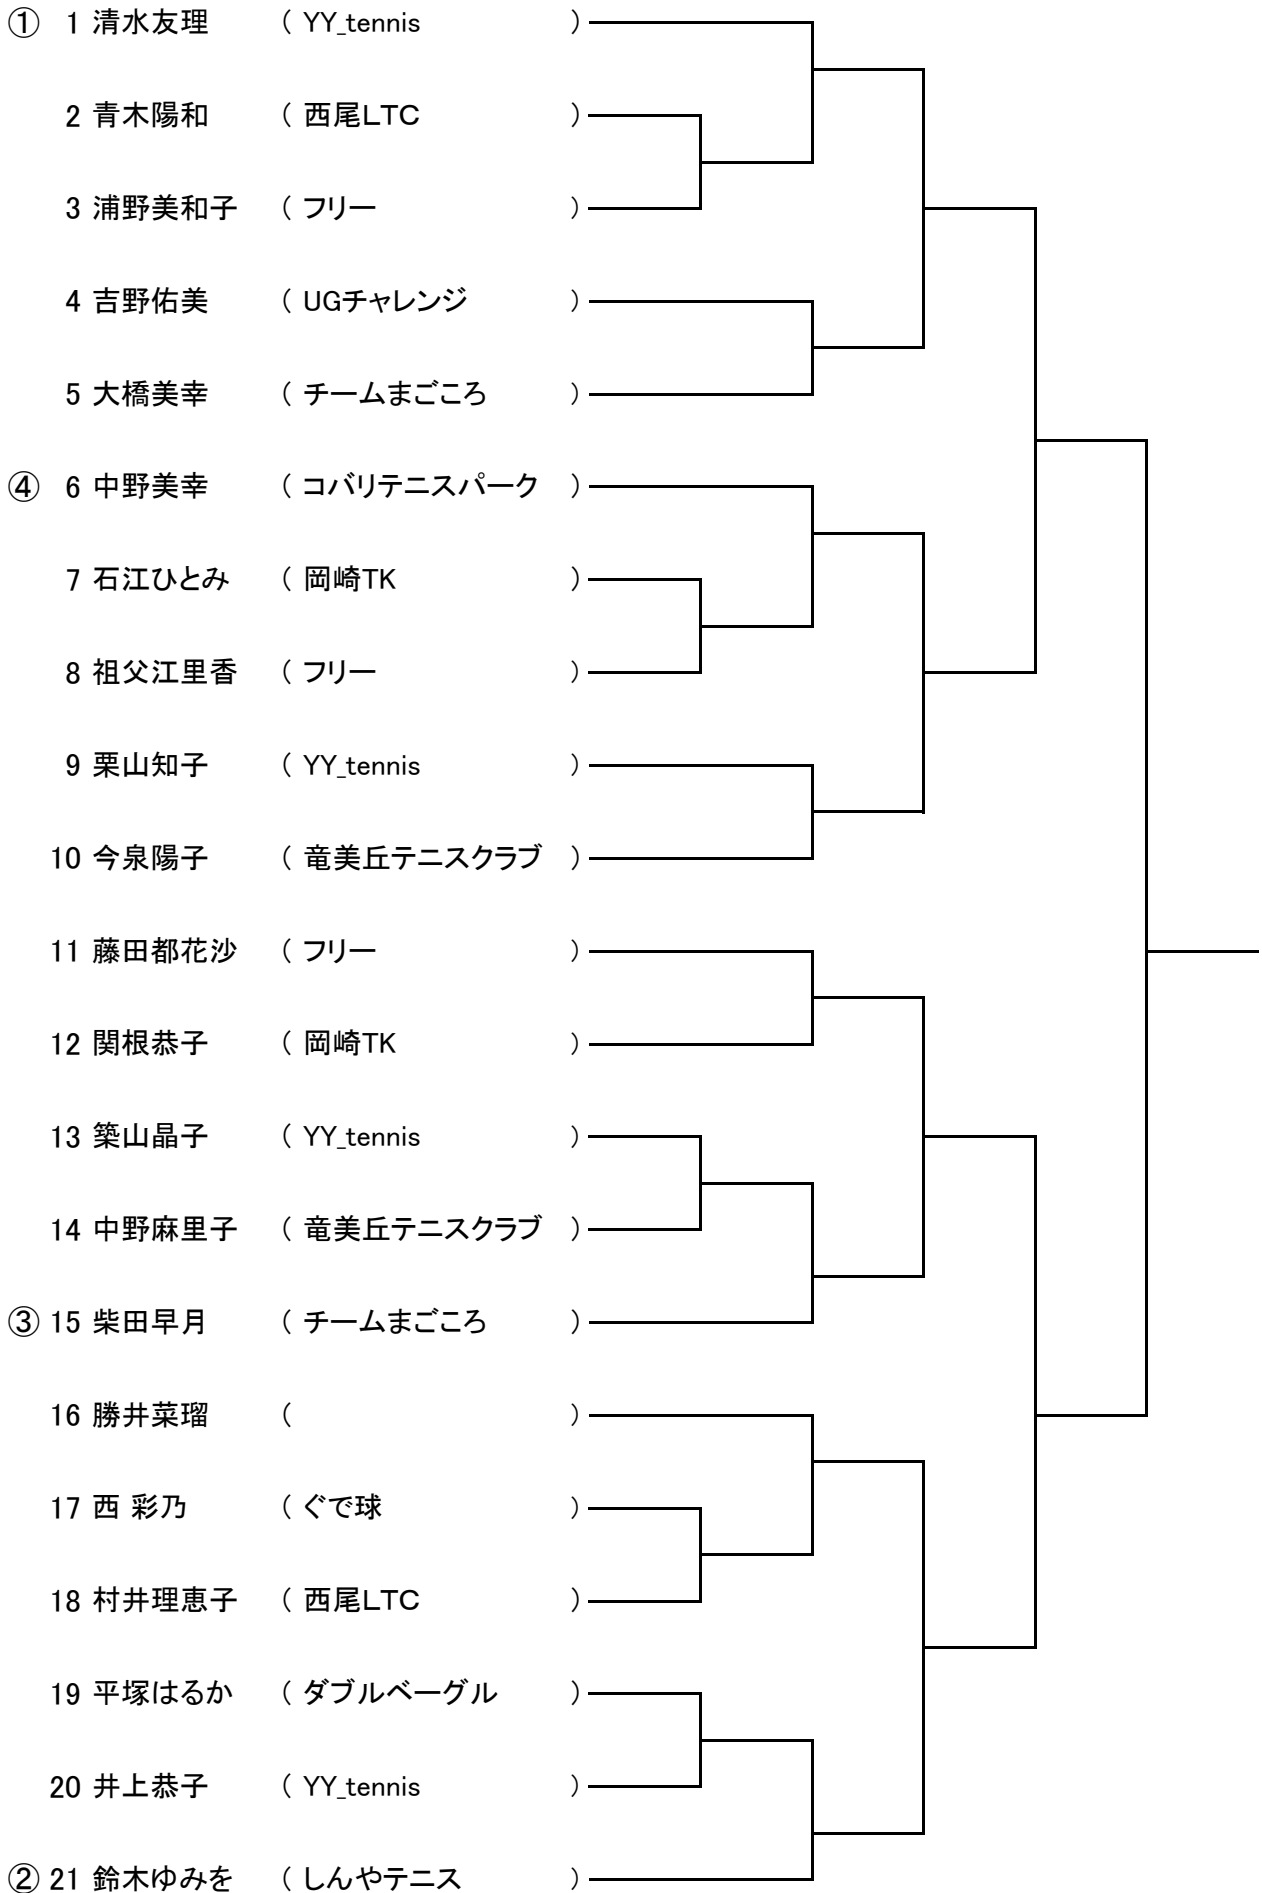 ① 1 清水友理 ( YY_tennis )
2 青木陽和 ( 西尾LTC )
3 浦野美和子 ( フリー )
4 吉野佑美 ( UGチャレンジ )
5 大橋美幸 ( チームまごころ )
④ 6 中野美幸 ( コバリテニスパーク )
7 石江ひとみ ( 岡崎TK )
8 祖父江里香 ( フリー )
9 栗山知子 ( YY_tennis )
10 今泉陽子 ( 竜美丘テニスクラブ )
11 藤田都花沙 ( フリー )
12 関根恭子 ( 岡崎TK )
13 築山晶子 ( YY_tennis )
14 中野麻里子 ( 竜美丘テニスクラブ )
③ 15 柴田早月 ( チームまごころ )
16 勝井菜瑠 ( )
17 西 彩乃 ( ぐで球 )
18 村井理恵子 ( 西尾LTC )
19 平塚はるか ( ダブルベーグル )
20 井上恭子 ( YY_tennis )
② 21 鈴木ゆみを ( しんやテニス )